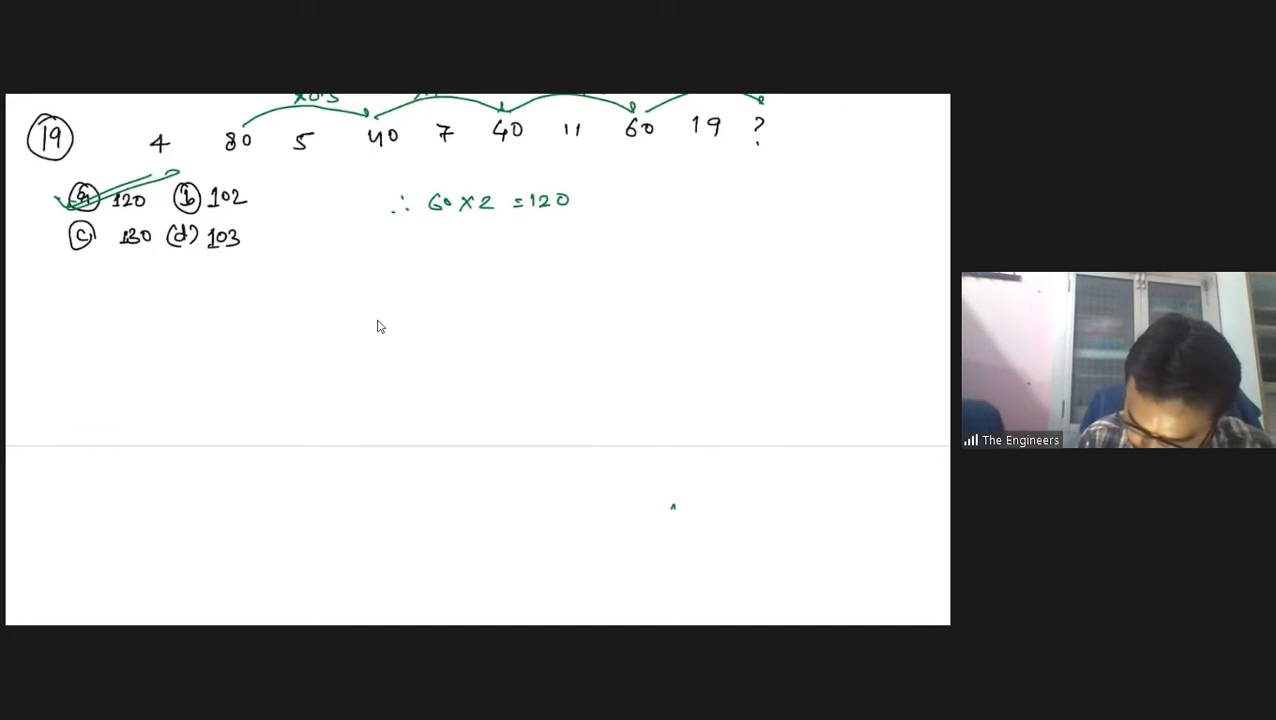 ×0.5
(19) 4 80 5 40 7 40 11 60 19 ?
(a) 120 (b) 102
∴ 60 × 2 = 120
(c) 130 (d) 103
The Engineers